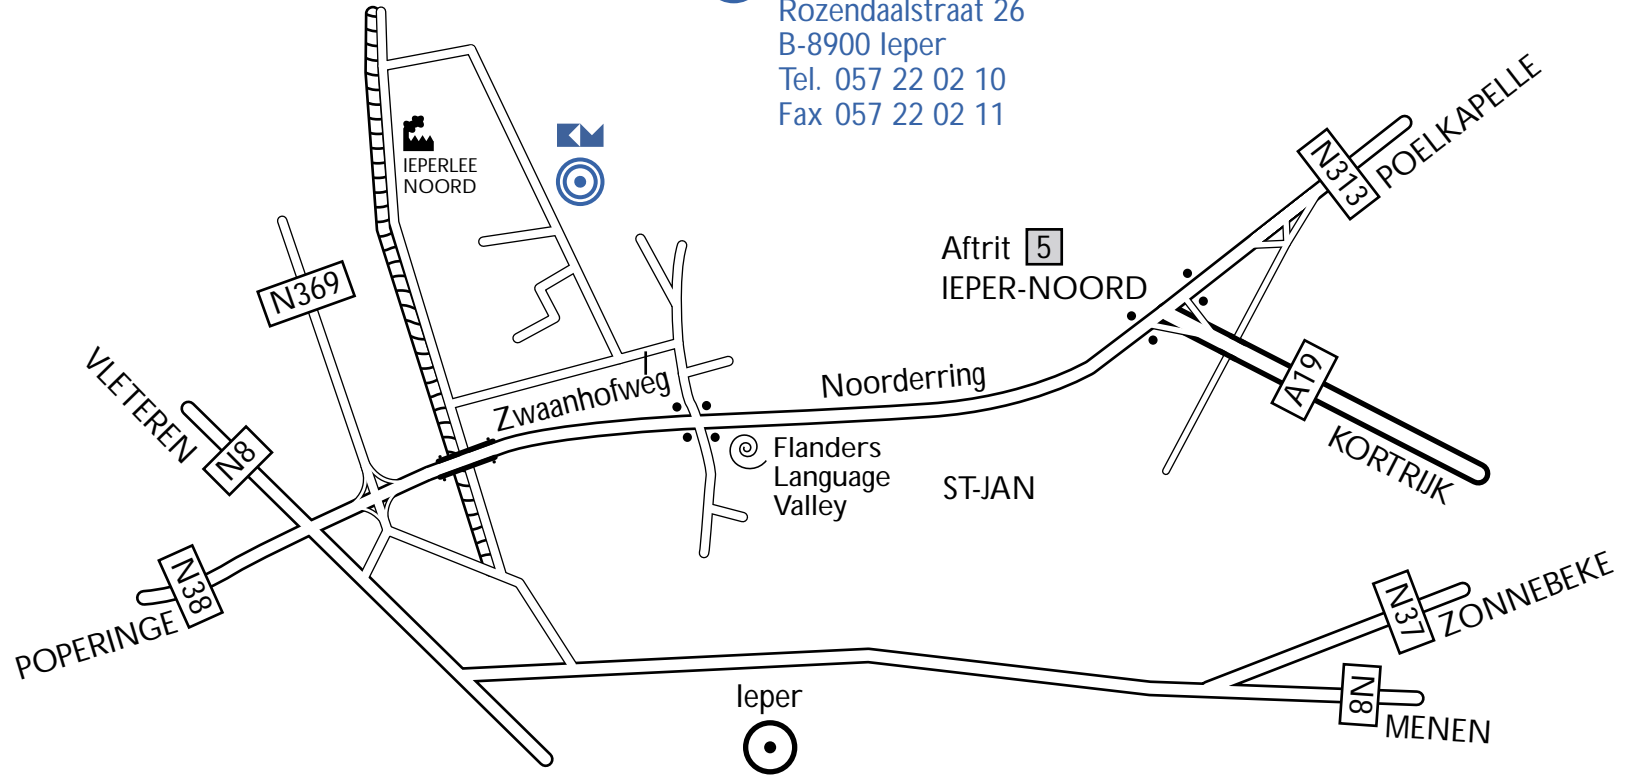 Rozendaalstraat 26
B-8900 Ieper
Tel. 057 22 02 10
Fax 057 22 02 11
KM
IEPERLEE
NOORD
N313
POELKAPELLE
Aftrit 5
IEPER-NOORD
N369
VLETEREN
N8
Zwaanhofweg
Noorderring
A19
KORTRIJK
Flanders
Language
Valley
ST-JAN
N38
POPERINGE
N37
ZONNEBEKE
Ieper
N8
MENEN